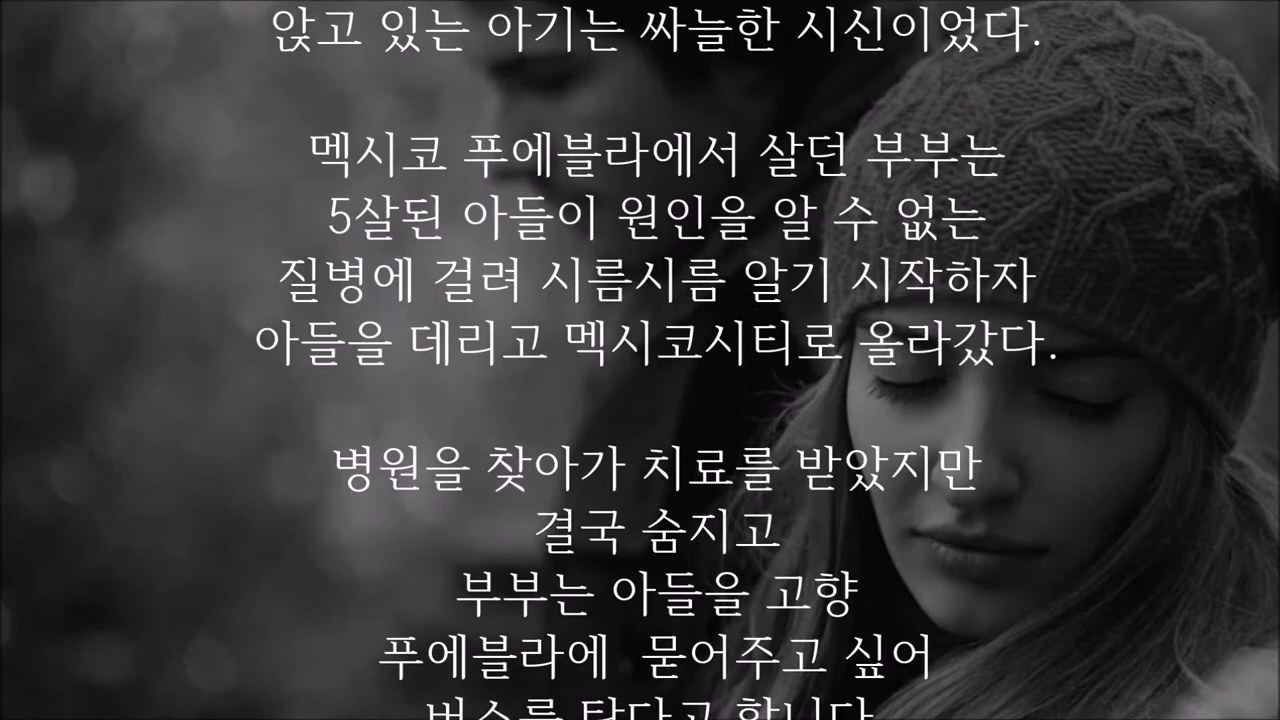 앉고 있는 아기는 싸늘한 시신이었다.
멕시코 푸에블라에서 살던 부부는
5살된 아들이 원인을 알 수 없는
질병에 걸려 시름시름 앓기 시작하자
아들을 데리고 멕시코시티로 올라갔다.
병원을 찾아가 치료를 받았지만
결국 숨지고
부부는 아들을 고향
푸에블라에 묻어주고 싶어
버스를 탔다고 합니다